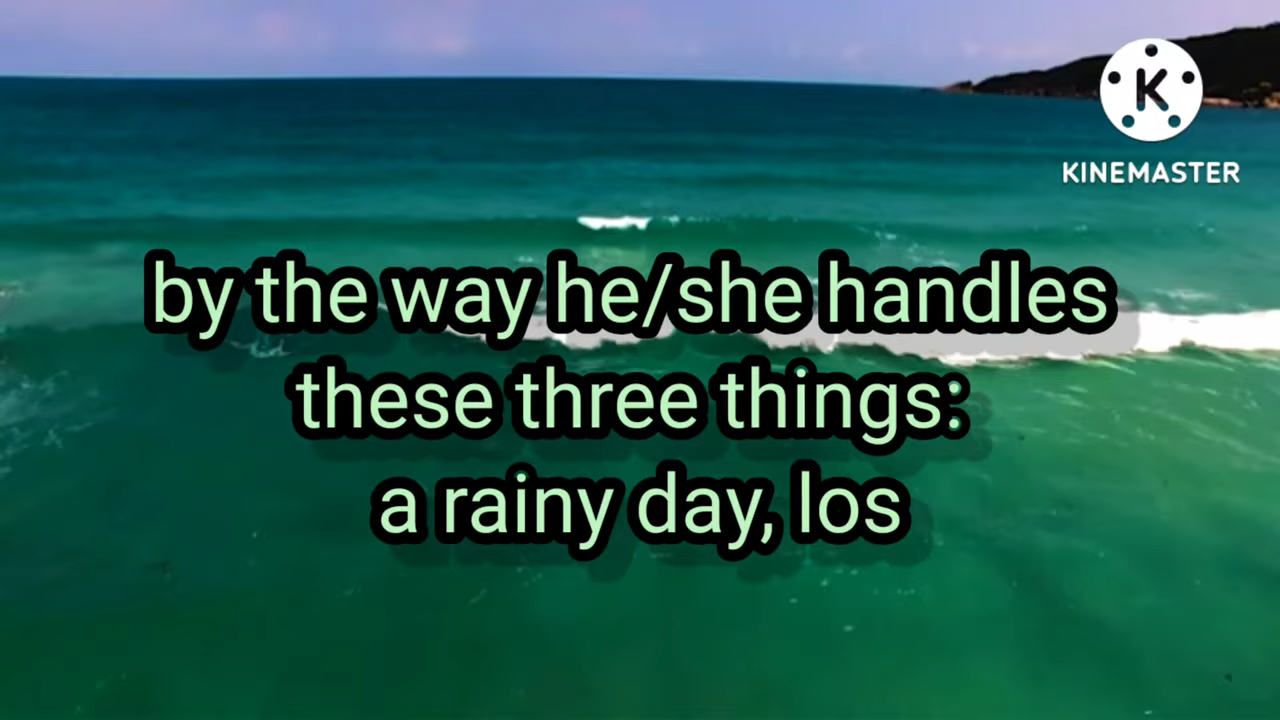 K
KINEMASTER
by the way he/she handles
these three things:
a rainy day, los